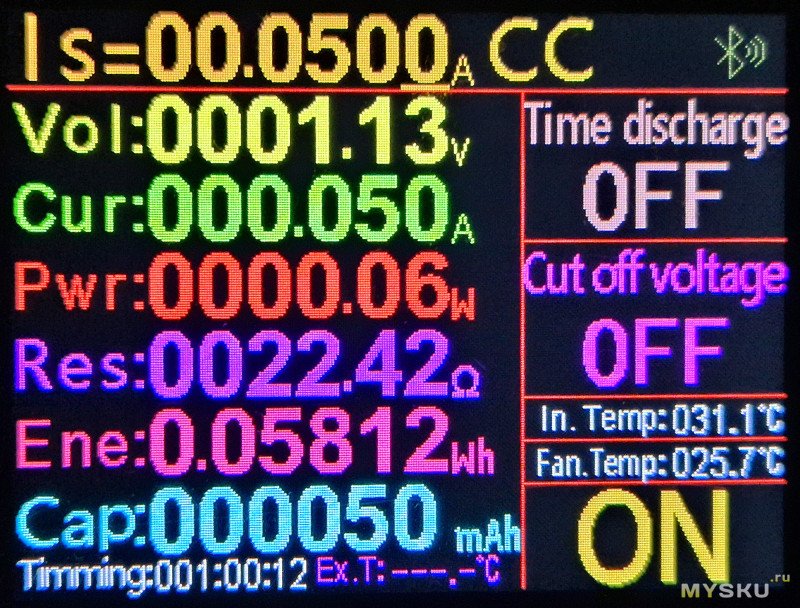 Is=00.0500A CC
Vol:0001.13V
Cur:000.050A
Pwr:0000.06W
Res:0022.42Ω
Ene:0.05812Wh
Cap:000050 mAh
Timming:001:00:12 Ex.T:---.-℃
Time discharge
OFF
Cut off voltage
OFF
In. Temp:031.1℃
Fan.Temp:025.7℃
ON
MYSKU.ru